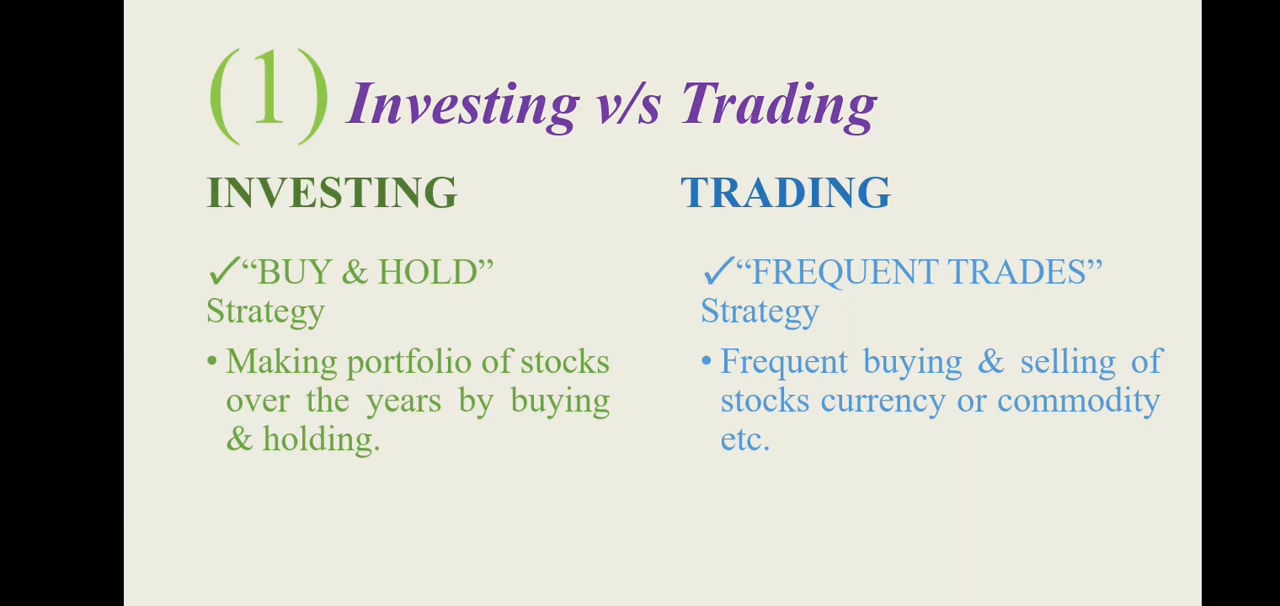 (1) Investing v/s Trading
INVESTING
✓“BUY & HOLD”
Strategy
• Making portfolio of stocks
over the years by buying
& holding.
TRADING
✓“FREQUENT TRADES”
Strategy
• Frequent buying & selling of
stocks currency or commodity
etc.